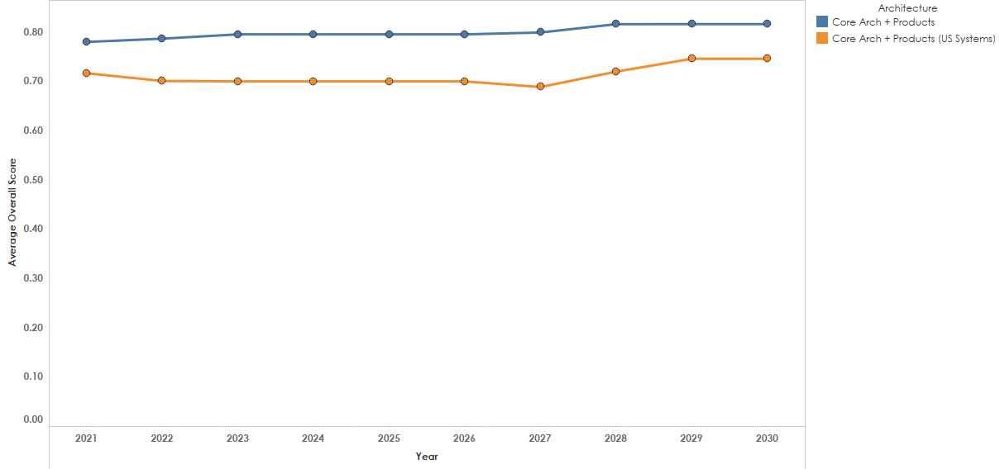 Architecture
Core Arch + Products
Core Arch + Products (US Systems)
Average Overall Score
0.80
0.70
0.60
0.50
0.40
0.30
0.20
0.10
0.00
2021 2022 2023 2024 2025 2026 2027 2028 2029 2030
Year